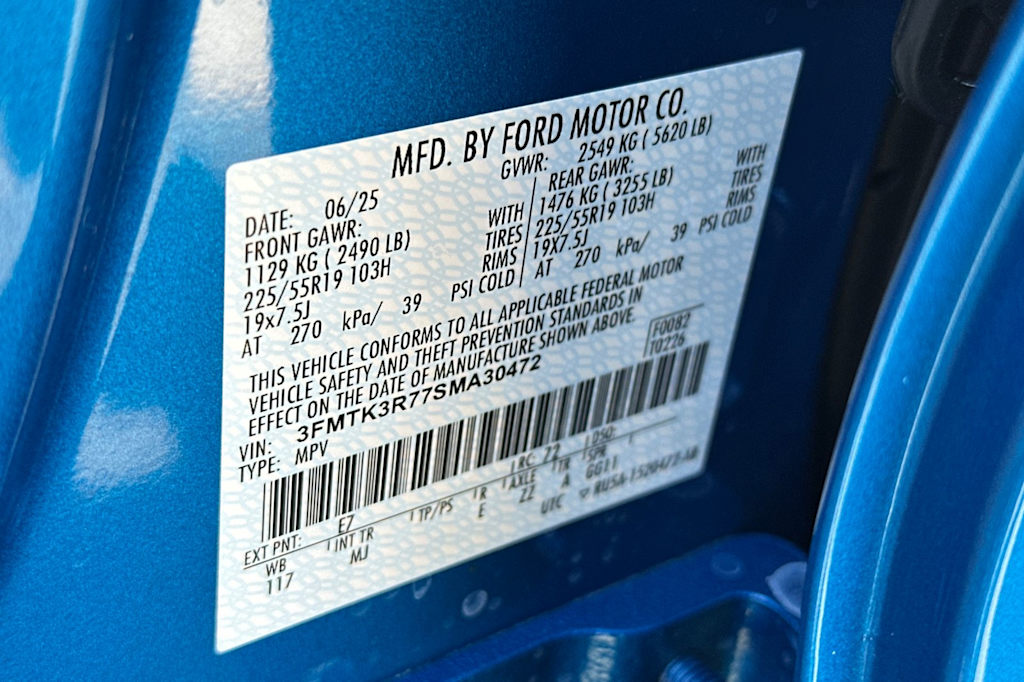 MFD. BY FORD MOTOR CO.
DATE: 06/25 GVWR: 2549 KG ( 5620 LB)
FRONT GAWR: REAR GAWR:
1129 KG ( 2490 LB) WITH 1476 KG ( 3255 LB) WITH
225/55R19 103H TIRES 225/55R19 103H TIRES
19x7.5J RIMS 19X7.5J RIMS
AT 270 kPa/ 39 PSI COLD AT 270 kPa/ 39 PSI COLD
THIS VEHICLE CONFORMS TO ALL APPLICABLE FEDERAL MOTOR
VEHICLE SAFETY AND THEFT PREVENTION STANDARDS IN
EFFECT ON THE DATE OF MANUFACTURE SHOWN ABOVE.
VIN: 3FMTK3R77SMA30472 F0082
TYPE: MPV T0226
EXT PNT: E7 RC: 72 DSO:
WB INT TR TP/PS R AXLE TR SPR
117 MJ E ZZ A GG11
UTC